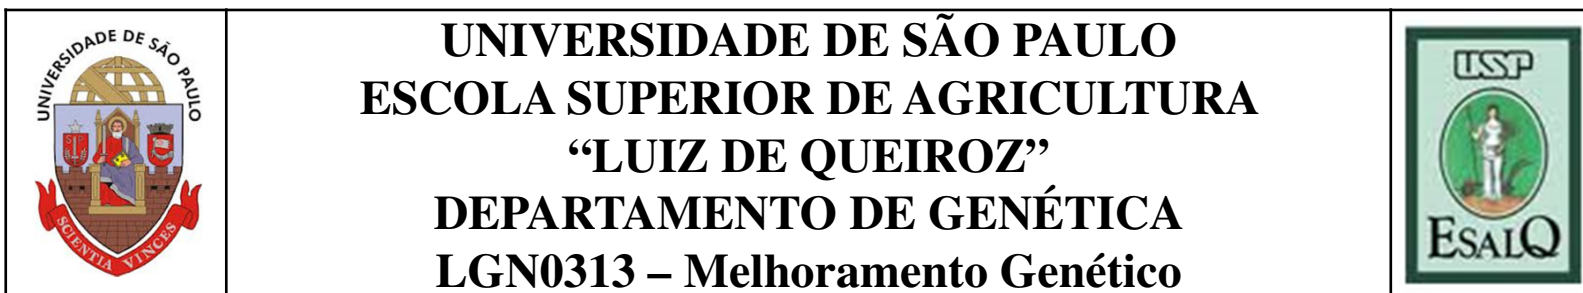 UNIVERSIDADE DE SÃO PAULO
SCIENTIA VINCES
UNIVERSIDADE DE SÃO PAULO
ESCOLA SUPERIOR DE AGRICULTURA
“LUIZ DE QUEIROZ”
DEPARTAMENTO DE GENÉTICA
LGN0313 – Melhoramento Genético
USP
ESALQ